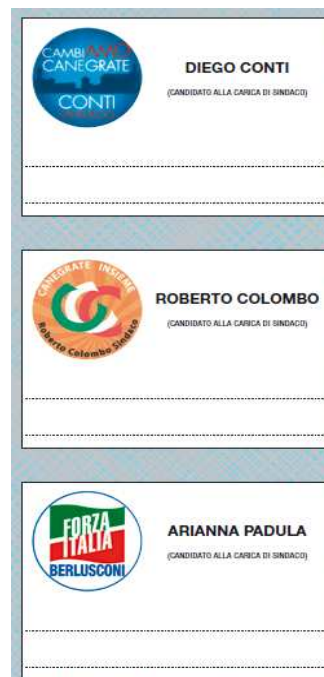 CAMBIAMO
CANEGRATE
CONTI
DIEGO CONTI
(CANDIDATO ALLA CARICA DI SINDACO)
CANEGRATE INSIEME
Roberto Colombo Sindaco
ROBERTO COLOMBO
(CANDIDATO ALLA CARICA DI SINDACO)
FORZA
ITALIA
BERLUSCONI
ARIANNA PADULA
(CANDIDATO ALLA CARICA DI SINDACO)